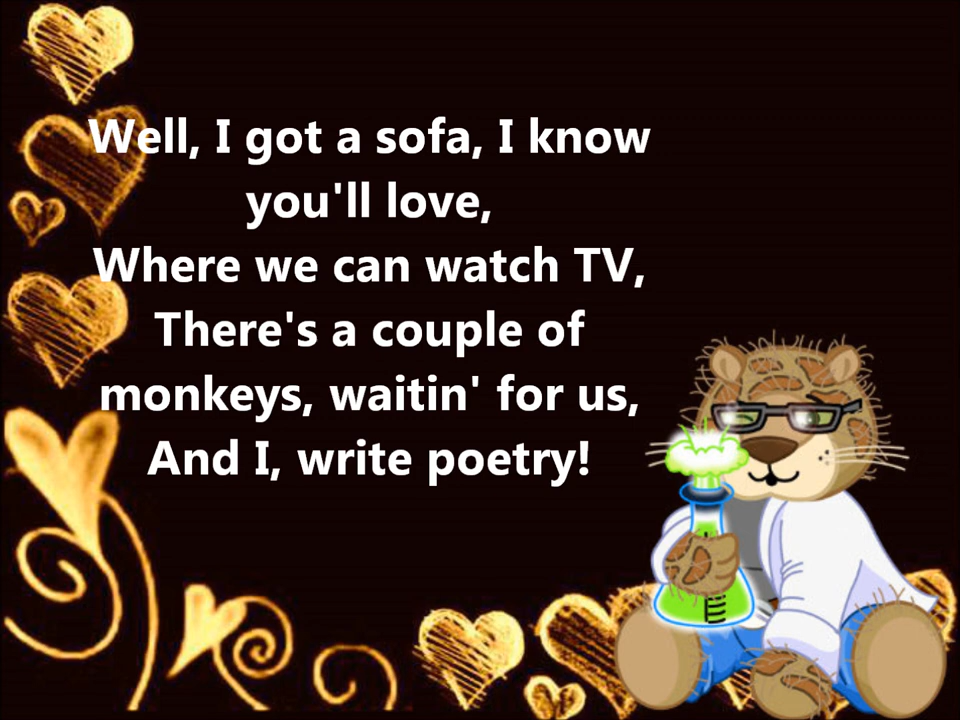 Well, I got a sofa, I know
you'll love,
Where we can watch TV,
There's a couple of
monkeys, waitin' for us,
And I, write poetry!